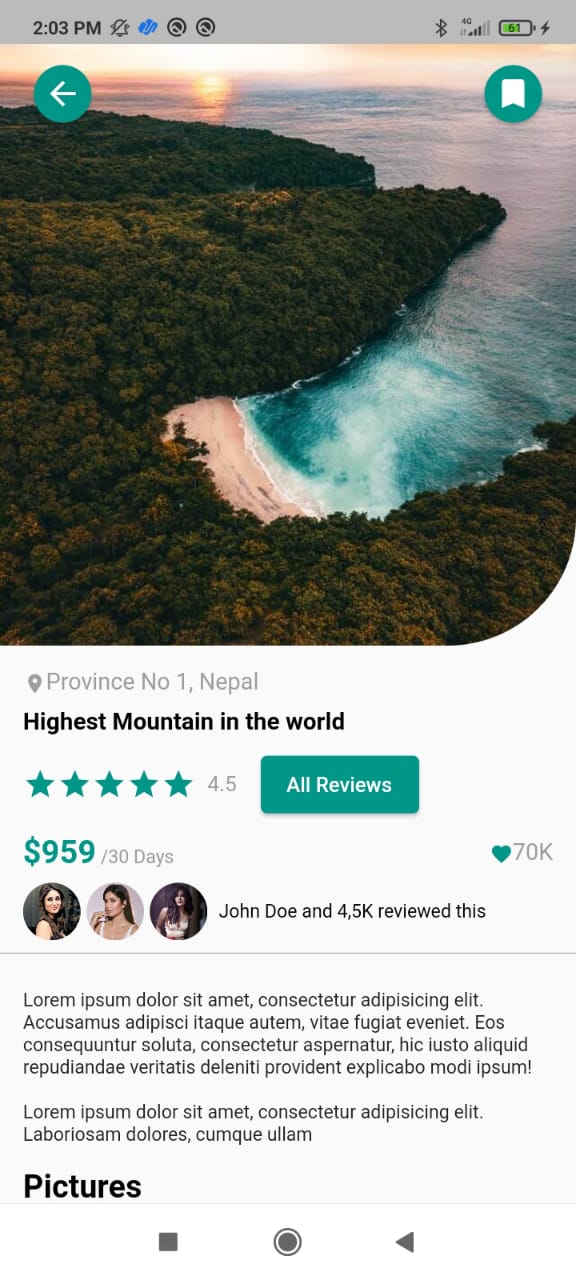 2:03 PM 4G 61
Province No 1, Nepal
Highest Mountain in the world
4.5 All Reviews
$959 /30 Days 70K
John Doe and 4,5K reviewed this
Lorem ipsum dolor sit amet, consectetur adipisicing elit.
Accusamus adipisci itaque autem, vitae fugiat eveniet. Eos
consequuntur soluta, consectetur aspernatur, hic iusto aliquid
repudiandae veritatis deleniti provident explicabo modi ipsum!
Lorem ipsum dolor sit amet, consectetur adipisicing elit.
Laboriosam dolores, cumque ullam
Pictures